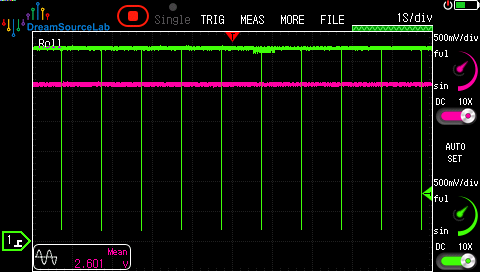 DreamSourceLab
Single TRIG MEAS MORE FILE 1S/div
Roll
500mV/div
ful
sin
DC 10X
AUTO
SET
500mV/div
ful
sin
DC 10X
1
Mean
2.601 V